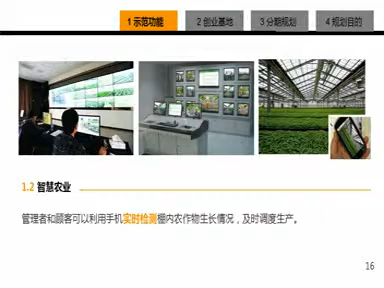 1 示范功能
2 创业基地
3 分期规划
4 规划目的
1.2 智慧农业
管理者和顾客可以利用手机实时检测棚内农作物生长情况，及时调度生产。
16